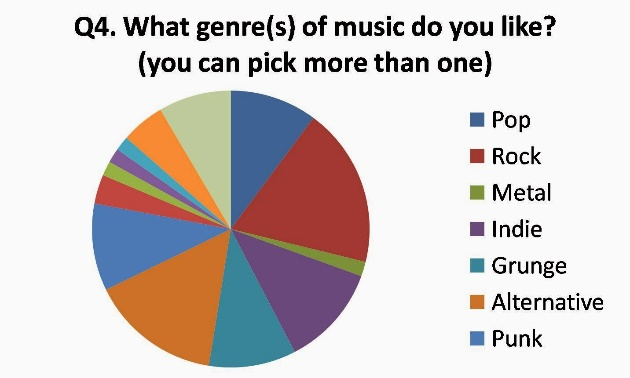 Q4. What genre(s) of music do you like?
(you can pick more than one)
Pop
Rock
Metal
Indie
Grunge
Alternative
Punk